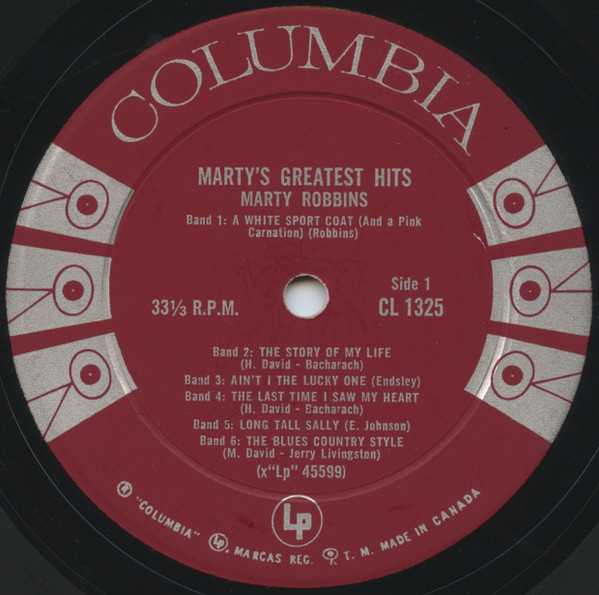 COLUMBIA
MARTY'S GREATEST HITS
MARTY ROBBINS
Band 1: A WHITE SPORT COAT (And a Pink
Carnation) (Robbins)
Side 1
33⅓ R.P.M.
CL 1325
Band 2: THE STORY OF MY LIFE
(H. David - Bacharach)
Band 3: AIN'T I THE LUCKY ONE (Endsley)
Band 4: THE LAST TIME I SAW MY HEART
(H. David - Bacharach)
Band 5: LONG TALL SALLY (E. Johnson)
Band 6: THE BLUES COUNTRY STYLE
(M. David - Jerry Livingston)
(x"Lp" 45599)
Lp
® "COLUMBIA" Lp, MARCAS REG. T. M. MADE IN CANADA